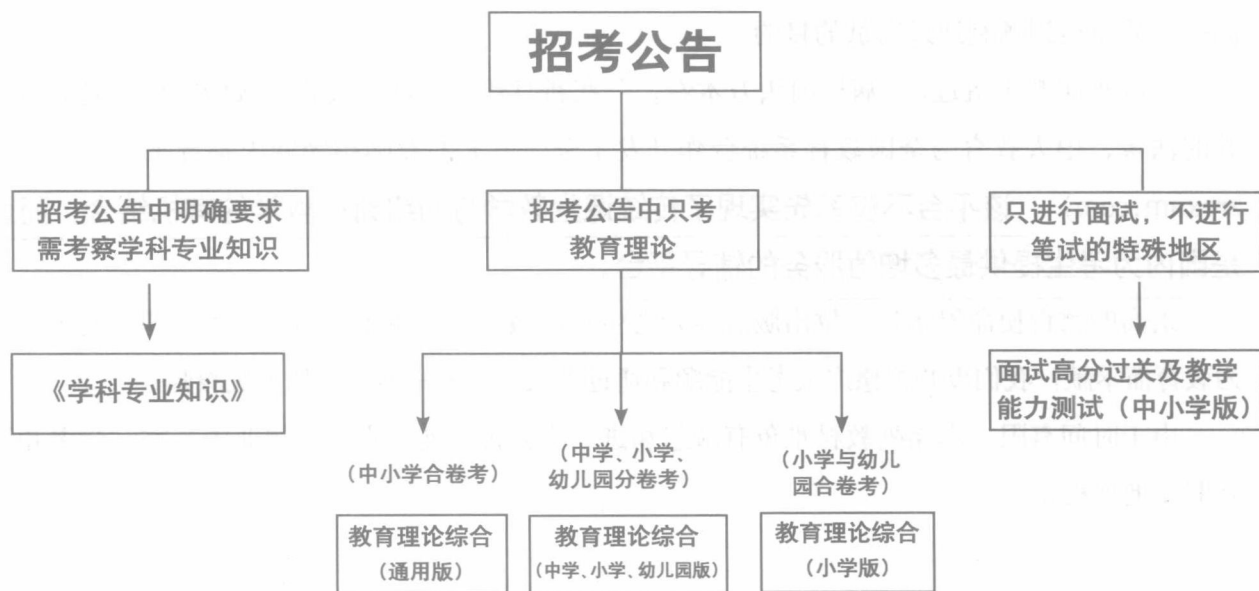 招考公告
招考公告中明确要求
需考察学科专业知识
招考公告中只考
教育理论
只进行面试，不进行
笔试的特殊地区
《学科专业知识》
面试高分过关及教学
能力测试（中小学版）
（中小学合卷考）
（中学、小学、
幼儿园分卷考）
（小学与幼儿
园合卷考）
教育理论综合
（通用版）
教育理论综合
（中学、小学、幼儿园版）
教育理论综合
（小学版）